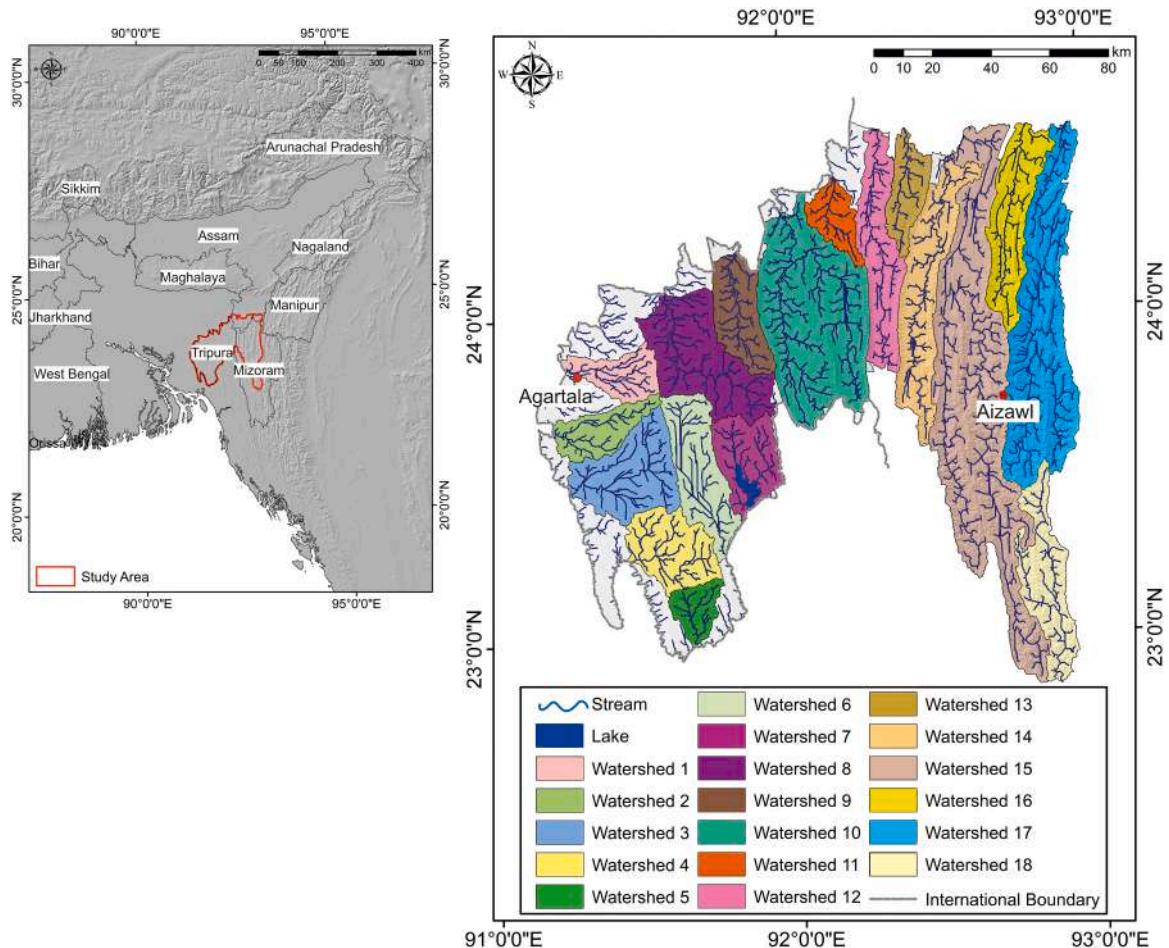 90°0'0"E
95°0'0"E
km
0 50 100 200 300 400
30°0'0"N
30°0'0"N
Arunachal Pradesh
Sikkim
Assam
Nagaland
Bihar
Maghalaya
25°0'0"N
25°0'0"N
Manipur
Jharkhand
Tripura
West Bengal
Mizoram
20°0'0"N
20°0'0"N
Study Area
90°0'0"E
95°0'0"E
92°0'0"E
93°0'0"E
N
W
E
S
km
0 10 20 40 60 80
24°0'0"N
24°0'0"N
Agartala
Aizawl
23°0'0"N
23°0'0"N
Stream
Lake
Watershed 1
Watershed 2
Watershed 3
Watershed 4
Watershed 5
Watershed 6
Watershed 7
Watershed 8
Watershed 9
Watershed 10
Watershed 11
Watershed 12
Watershed 13
Watershed 14
Watershed 15
Watershed 16
Watershed 17
Watershed 18
International Boundary
91°0'0"E
92°0'0"E
93°0'0"E